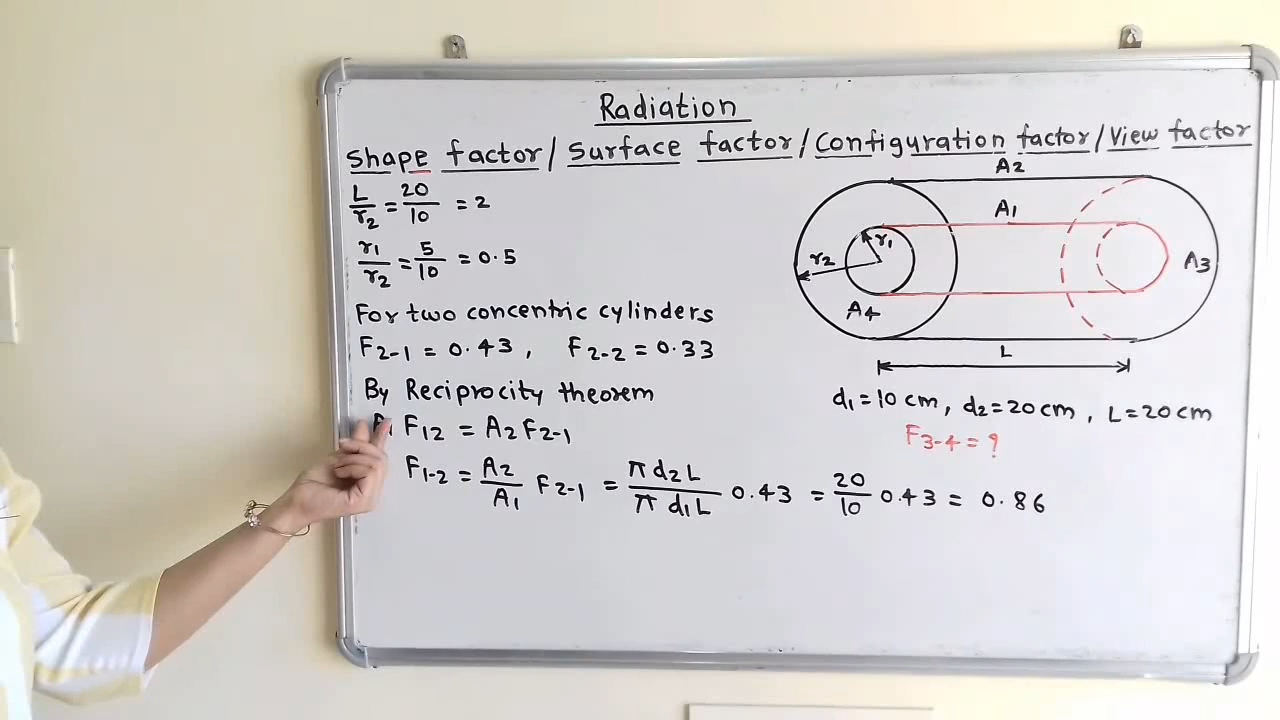 Radiation
Shape factor/Surface factor/Configuration factor/View factor
L/r2 = 20/10 = 2
r1/r2 = 5/10 = 0.5
For two concentric cylinders
F2-1 = 0.43, F2-2 = 0.33
By Reciprocity theorem
A1 F12 = A2 F2-1
F1-2 = A2/A1 F2-1 = π d2 L/π d1 L 0.43 = 20/10 0.43 = 0.86
A2
A1
r1
r2
A3
A4
L
d1=10 cm, d2=20 cm, L=20 cm
F3-4 = ?